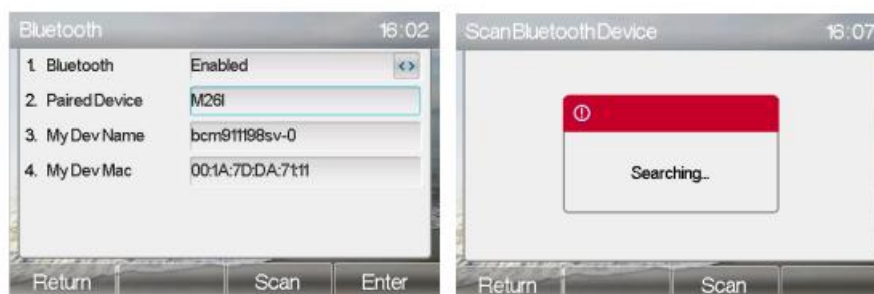 Bluetooth 16:02
1. Bluetooth Enabled <>
2. Paired Device M26I
3. My Dev Name bcm911198sv-0
4. My Dev Mac 00:1A:7D:DA:71:11
Return Scan Enter
Scan Bluetooth Device 16:07
Searching...
Return Scan